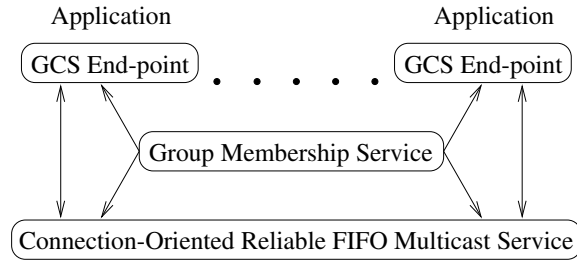 Application Application
GCS End-point GCS End-point
Group Membership Service
Connection-Oriented Reliable FIFO Multicast Service